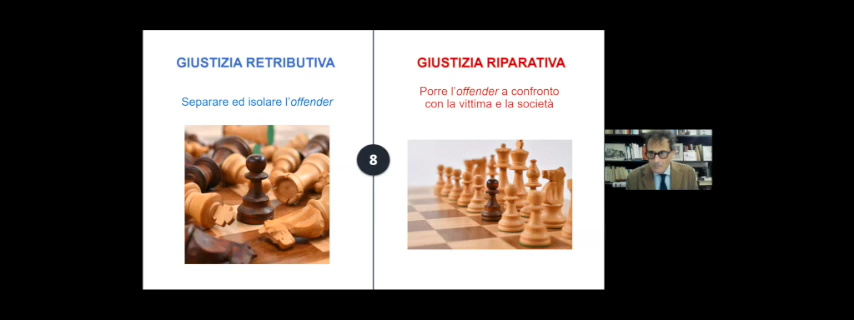 GIUSTIZIA RETRIBUTIVA
Separare ed isolare l'offender
8
GIUSTIZIA RIPARATIVA
Porre l'offender a confronto
con la vittima e la società